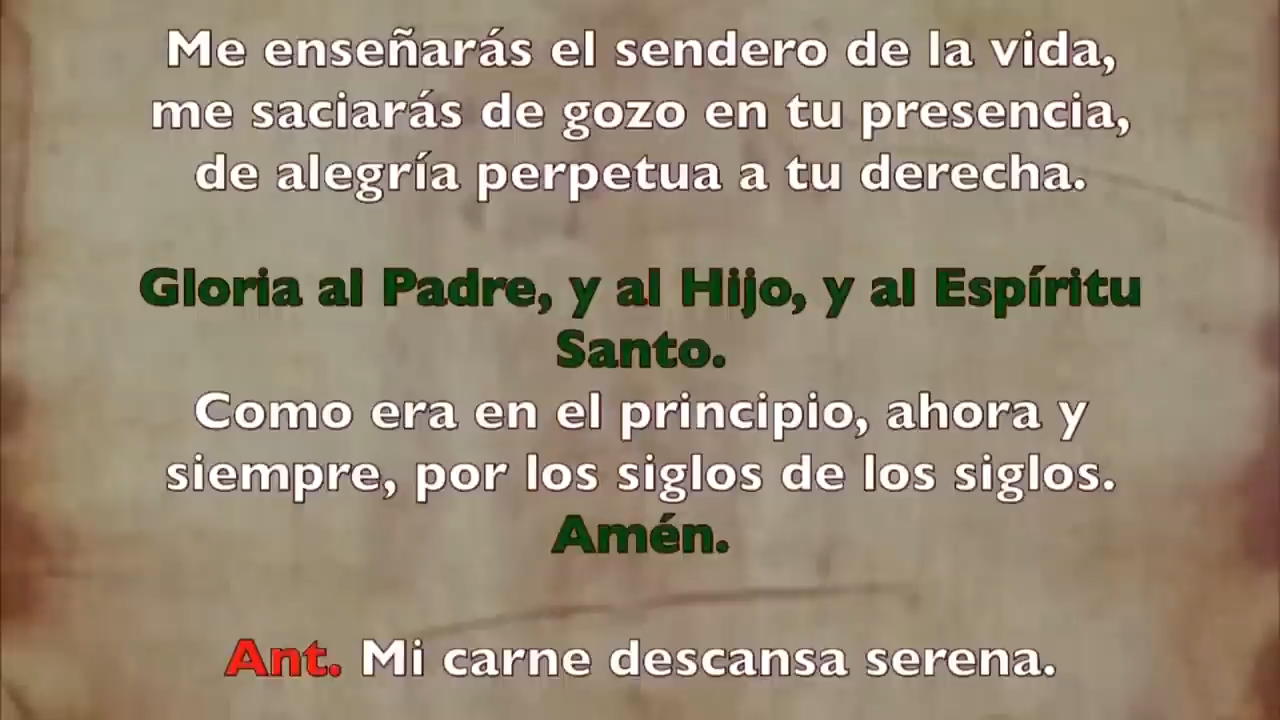 Me enseñarás el sendero de la vida,
me saciarás de gozo en tu presencia,
de alegría perpetua a tu derecha.
Gloria al Padre, y al Hijo, y al Espíritu
Santo.
Como era en el principio, ahora y
siempre, por los siglos de los siglos.
Amén.
Ant. Mi carne descansa serena.